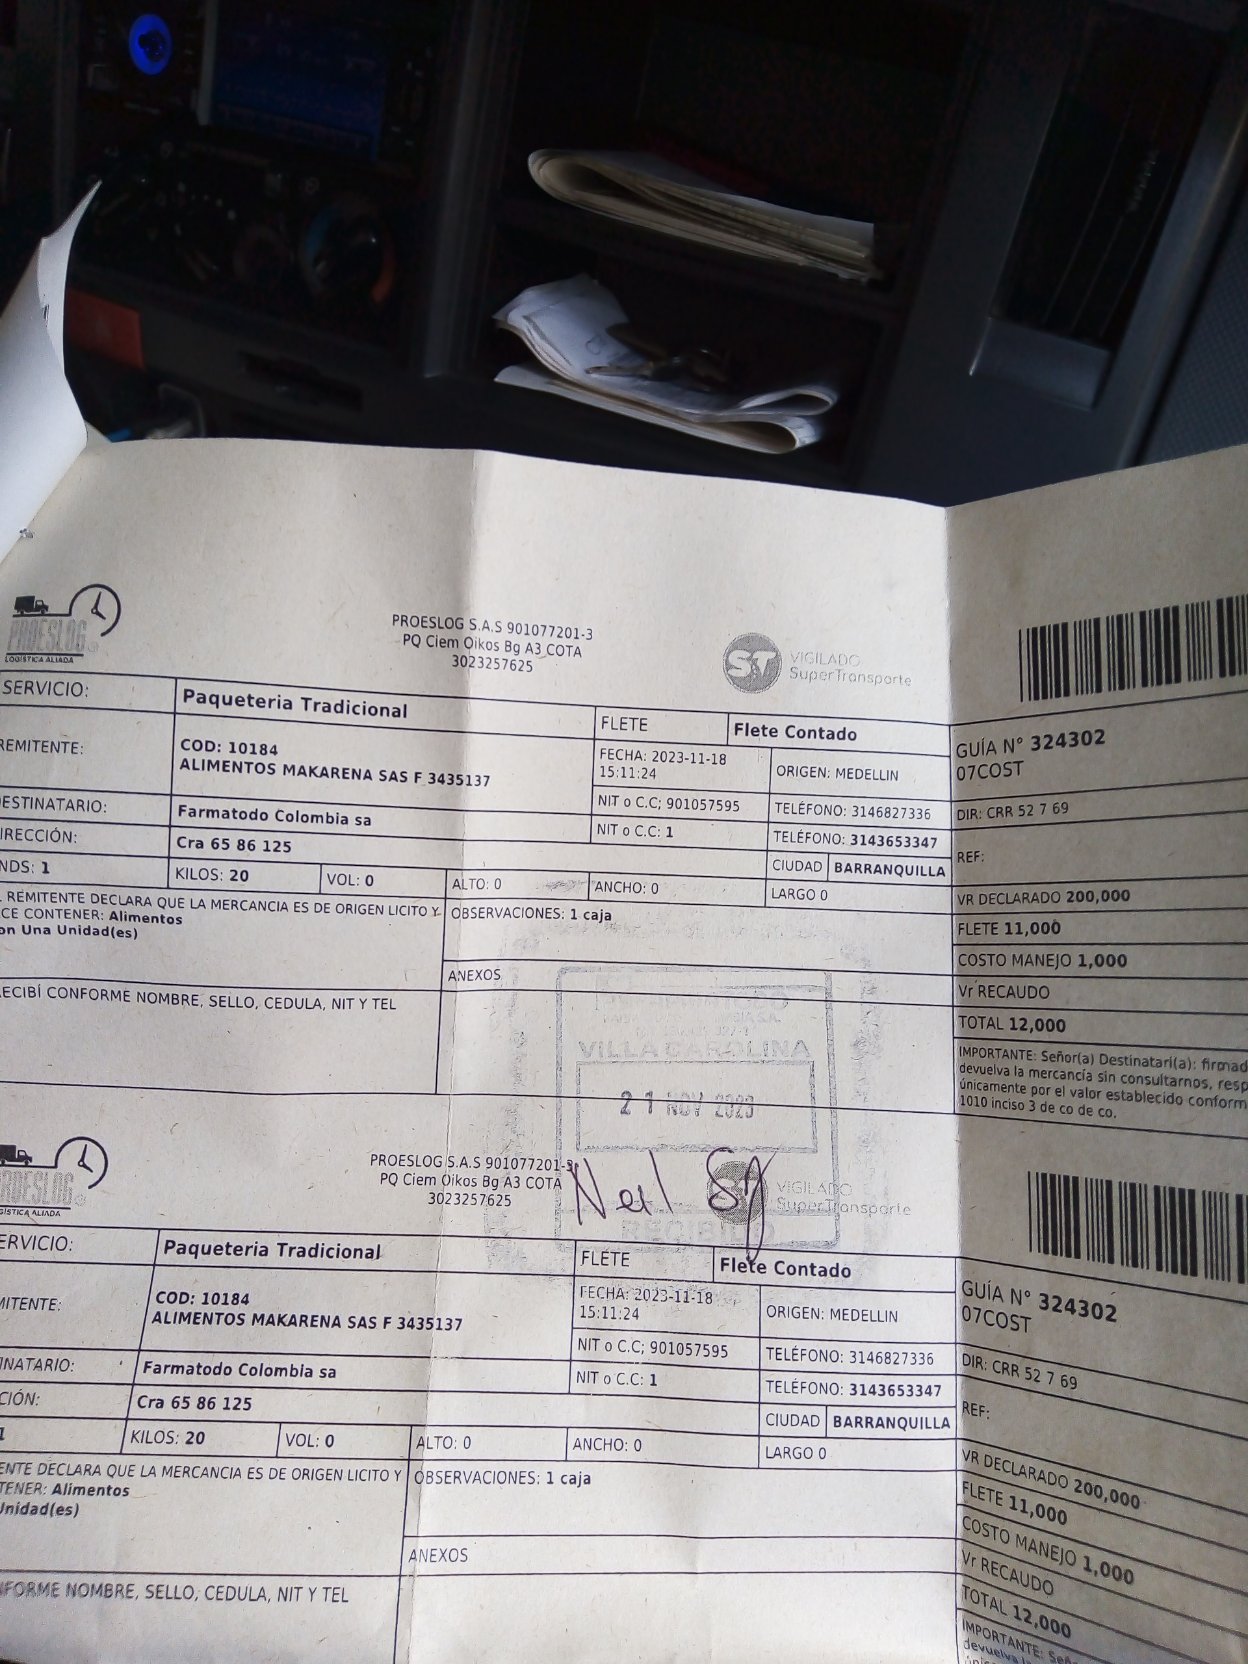 PROESLOG
LOGÍSTICA ALIADA
PROESLOG S.A.S 901077201-3
PQ Ciem Oikos Bg A3 COTA
3023257625
ST VIGILADO
SuperTransporte
SERVICIO: Paqueteria Tradicional FLETE Flete Contado
GUÍA N° 324302
07COST
REMITENTE: COD: 10184
ALIMENTOS MAKARENA SAS F 3435137
FECHA: 2023-11-18
15:11:24
ORIGEN: MEDELLIN
NIT o C.C; 901057595 TELÉFONO: 3146827336 DIR: CRR 52 7 69
DESTINATARIO: Farmatodo Colombia sa NIT o C.C: 1 TELÉFONO: 3143653347
DIRECCIÓN: Cra 65 86 125 CIUDAD BARRANQUILLA REF:
NDS: 1 KILOS: 20 VOL: 0 ALTO: 0 ANCHO: 0 LARGO 0 VR DECLARADO 200,000
REMITENTE DECLARA QUE LA MERCANCIA ES DE ORIGEN LICITO Y
CE CONTENER: Alimentos
on Una Unidad(es)
OBSERVACIONES: 1 caja
FLETE 11,000
COSTO MANEJO 1,000
ANEXOS
Vr RECAUDO
RECIBÍ CONFORME NOMBRE, SELLO, CEDULA, NIT Y TEL
TOTAL 12,000
IMPORTANTE: Señor(a) Destinatari(a): firmad
devuelva la mercancía sin consultarnos, resp
únicamente por el valor establecido conform
1010 inciso 3 de co de co.
VILLA CAROLINA
21 NOV 2023
RECIBIDO
PROESLOG
LOGÍSTICA ALIADA
PROESLOG S.A.S 901077201-3
PQ Ciem Oikos Bg A3 COTA
3023257625
VIGILADO
SuperTransporte
SERVICIO: Paqueteria Tradicional FLETE Flete Contado
GUÍA N° 324302
07COST
MITENTE: COD: 10184
ALIMENTOS MAKARENA SAS F 3435137
FECHA: 2023-11-18
15:11:24
ORIGEN: MEDELLIN
NIT o C.C; 901057595 TELÉFONO: 3146827336 DIR: CRR 52 7 69
INATARIO: Farmatodo Colombia sa NIT o C.C: 1 TELÉFONO: 3143653347
CIÓN: Cra 65 86 125 CIUDAD BARRANQUILLA REF:
1 KILOS: 20 VOL: 0 ALTO: 0 ANCHO: 0 LARGO 0 VR DECLARADO 200,000
ENTE DECLARA QUE LA MERCANCIA ES DE ORIGEN LICITO Y
TENER: Alimentos
Unidad(es)
OBSERVACIONES: 1 caja
FLETE 11,000
COSTO MANEJO 1,000
ANEXOS
Vr RECAUDO
NFORME NOMBRE, SELLO, CEDULA, NIT Y TEL
TOTAL 12,000
IMPORTANTE: Seño
devuelva la